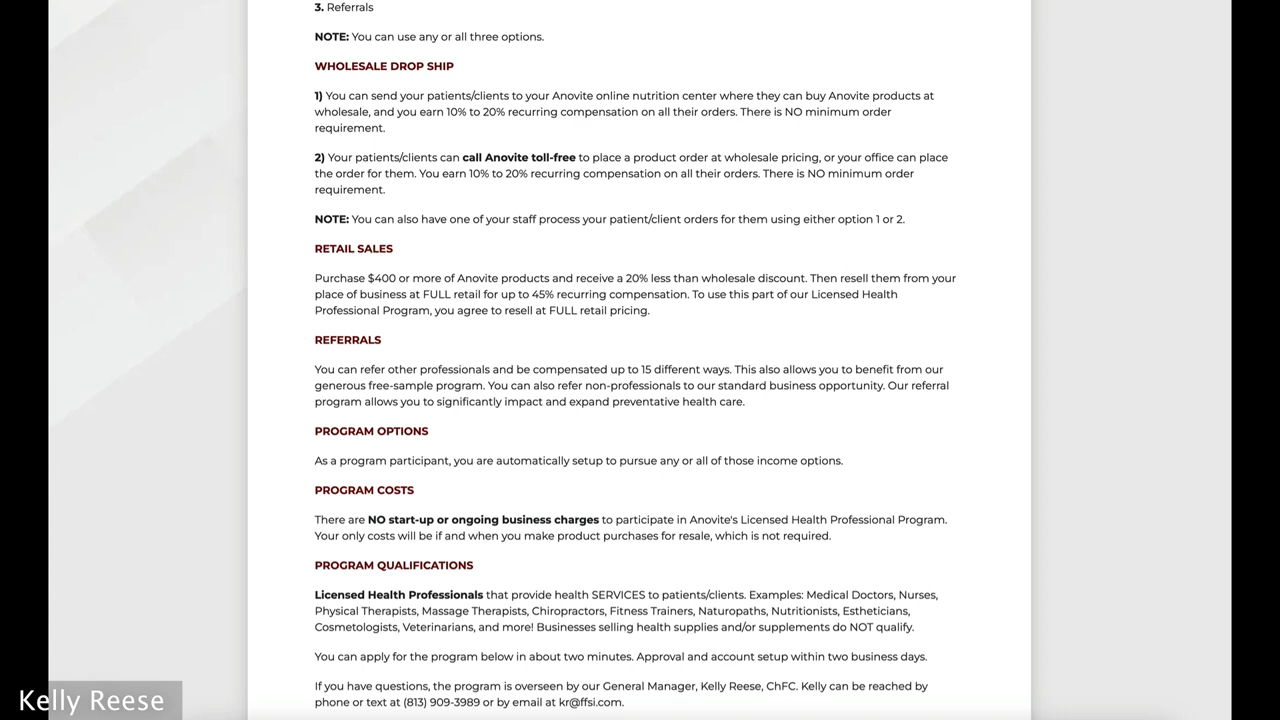 3. Referrals
NOTE: You can use any or all three options.
WHOLESALE DROP SHIP
1) You can send your patients/clients to your Anovite online nutrition center where they can buy Anovite products at
wholesale, and you earn 10% to 20% recurring compensation on all their orders. There is NO minimum order
requirement.
2) Your patients/clients can call Anovite toll-free to place a product order at wholesale pricing, or your office can place
the order for them. You earn 10% to 20% recurring compensation on all their orders. There is NO minimum order
requirement.
NOTE: You can also have one of your staff process your patient/client orders for them using either option 1 or 2.
RETAIL SALES
Purchase $400 or more of Anovite products and receive a 20% less than wholesale discount. Then resell them from your
place of business at FULL retail for up to 45% recurring compensation. To use this part of our Licensed Health
Professional Program, you agree to resell at FULL retail pricing.
REFERRALS
You can refer other professionals and be compensated up to 15 different ways. This also allows you to benefit from our
generous free-sample program. You can also refer non-professionals to our standard business opportunity. Our referral
program allows you to significantly impact and expand preventative health care.
PROGRAM OPTIONS
As a program participant, you are automatically setup to pursue any or all of those income options.
PROGRAM COSTS
There are NO start-up or ongoing business charges to participate in Anovite's Licensed Health Professional Program.
Your only costs will be if and when you make product purchases for resale, which is not required.
PROGRAM QUALIFICATIONS
Licensed Health Professionals that provide health SERVICES to patients/clients. Examples: Medical Doctors, Nurses,
Physical Therapists, Massage Therapists, Chiropractors, Fitness Trainers, Naturopaths, Nutritionists, Estheticians,
Cosmetologists, Veterinarians, and more! Businesses selling health supplies and/or supplements do NOT qualify.
You can apply for the program below in about two minutes. Approval and account setup within two business days.
If you have questions, the program is overseen by our General Manager, Kelly Reese, ChFC. Kelly can be reached by
phone or text at (813) 909-3989 or by email at kr@ffsi.com.
Kelly Reese